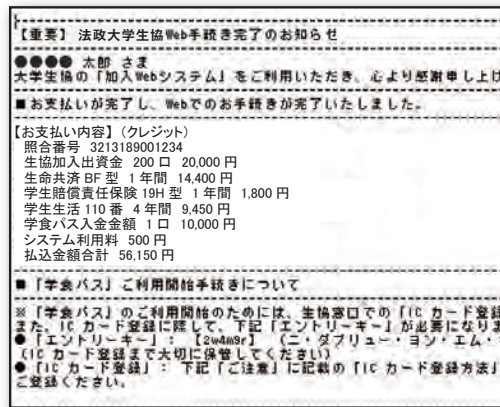 【重要】 法政大学生協Web手続き完了のお知らせ
●●●● 太郎 さま
大学生協の「加入Webシステム」をご利用いただき、心より感謝申し上げ
■お支払いが完了し、Webでのお手続きが完了いたしました。
【お支払い内容】(クレジット)
照合番号 3213189001234
生協加入出資金 200 口 20,000 円
生命共済 BF 型 1 年間 14,400 円
学生賠償責任保険 19H 型 1 年間 1,800 円
学生生活 110 番 4 年間 9,450 円
学食パス入金金額 1 口 10,000 円
システム利用料 500 円
払込金額合計 56,150 円
■「学食パス」ご利用開始手続きについて
※「学食パス」のご利用開始のためには、生協窓口での「IC カード登録
また、IC カード登録に際して、下記「エントリーキー」が必要になりま
●「エントリーキー」: 【2w4m9r】 (ニ・ダブリュー・ヨン・エム・
(IC カード登録まで大切に保管してください)
●「IC カード登録」: 下記「ご注意」に記載の「IC カード登録方法」
ご登録ください。